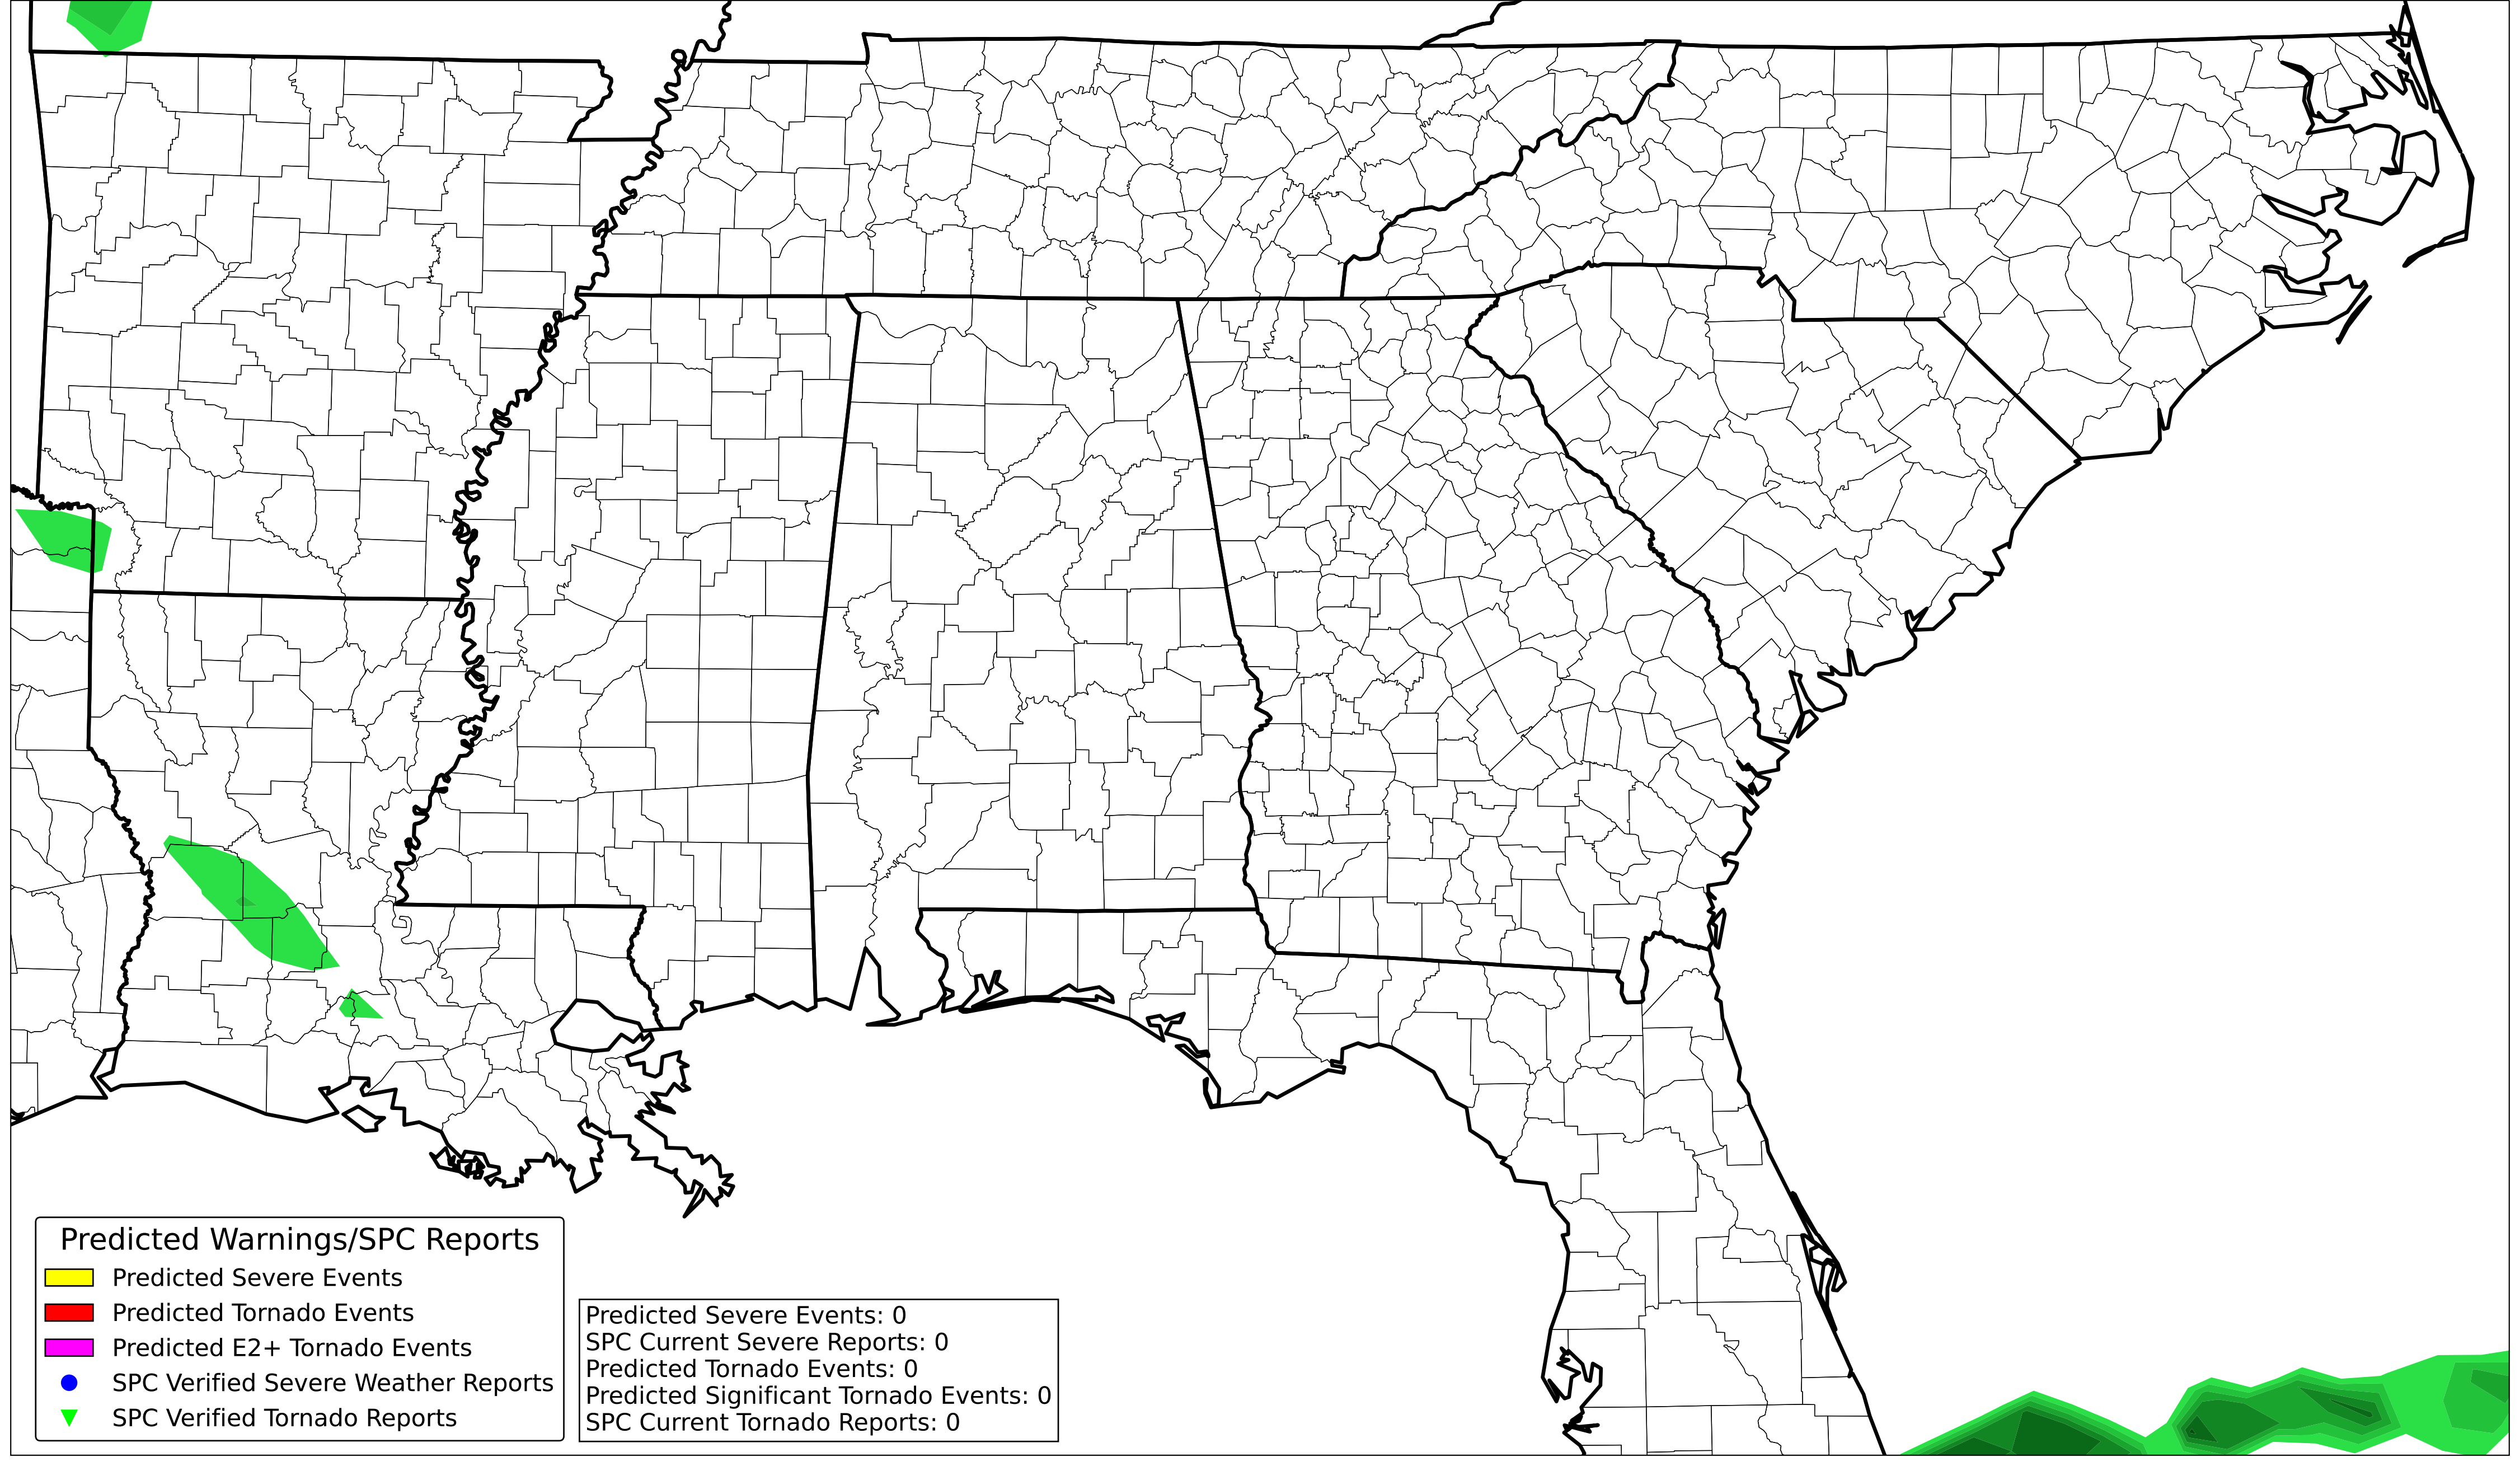 Predicted Warnings/SPC Reports
Predicted Severe Events
Predicted Tornado Events
Predicted E2+ Tornado Events
SPC Verified Severe Weather Reports
SPC Verified Tornado Reports
Predicted Severe Events: 0
SPC Current Severe Reports: 0
Predicted Tornado Events: 0
Predicted Significant Tornado Events: 0
SPC Current Tornado Reports: 0